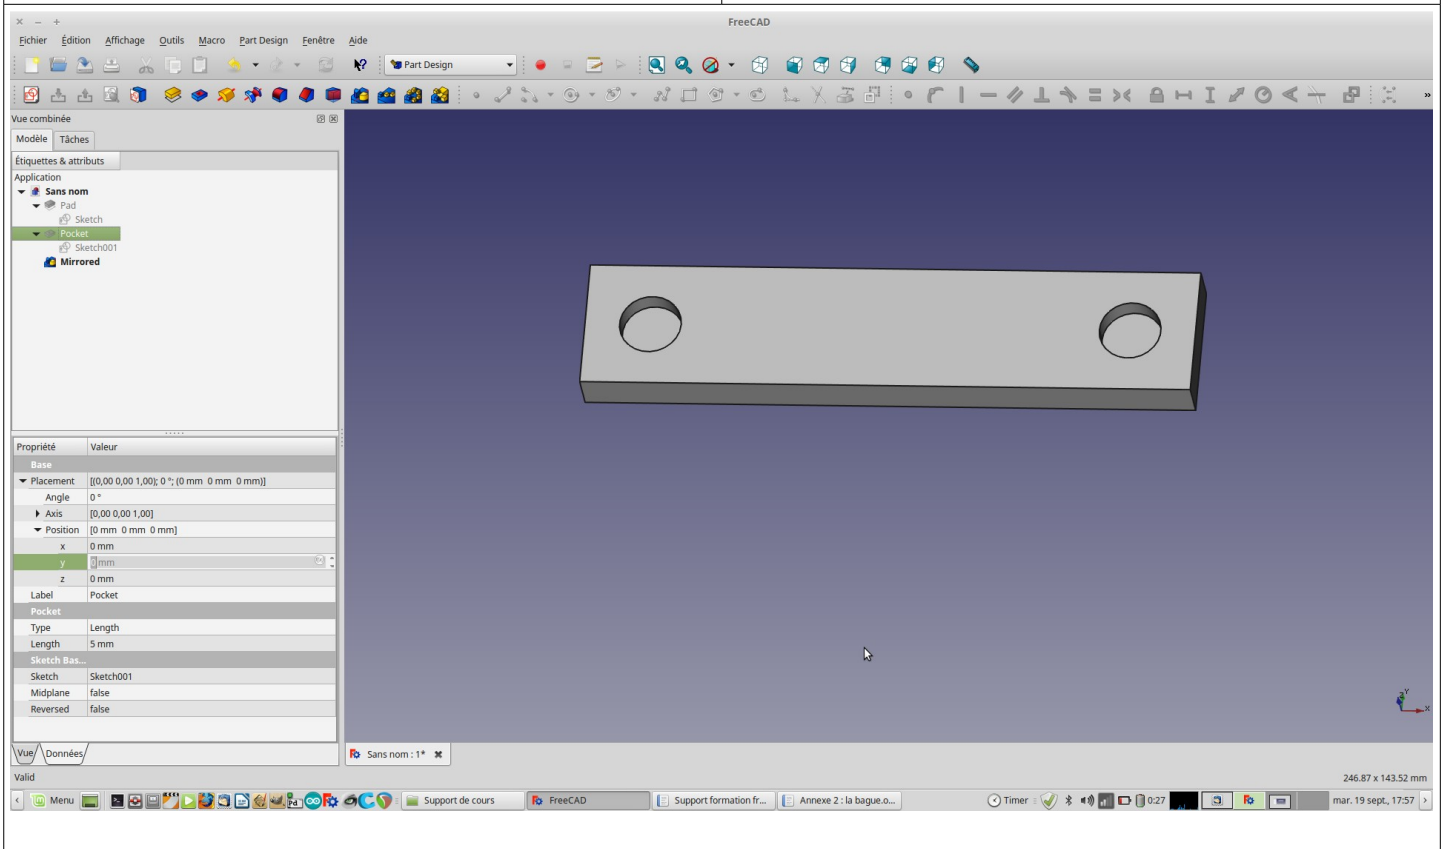 FreeCAD
Fichier Édition Affichage Outils Macro Part Design Fenêtre Aide
Part Design
Vue combinée
Modèle Tâches
Étiquettes & attributs
Application
Sans nom
Pad
Sketch
Pocket
Sketch001
Mirrored
Propriété Valeur
Base
Placement [(0,00 0,00 1,00); 0 °; (0 mm 0 mm 0 mm)]
Angle 0 °
Axis [0,00 0,00 1,00]
Position [0 mm 0 mm 0 mm]
x 0 mm
y 0 mm
z 0 mm
Label Pocket
Pocket
Type Length
Length 5 mm
Sketch Bas...
Sketch Sketch001
Midplane false
Reversed false
Vue Données
Sans nom : 1*
Y
X
Valid 246.87 x 143.52 mm
Menu Support de cours FreeCAD Support formation fr... Annexe 2 : la bague.o... Timer 0:27 mar. 19 sept., 17:57